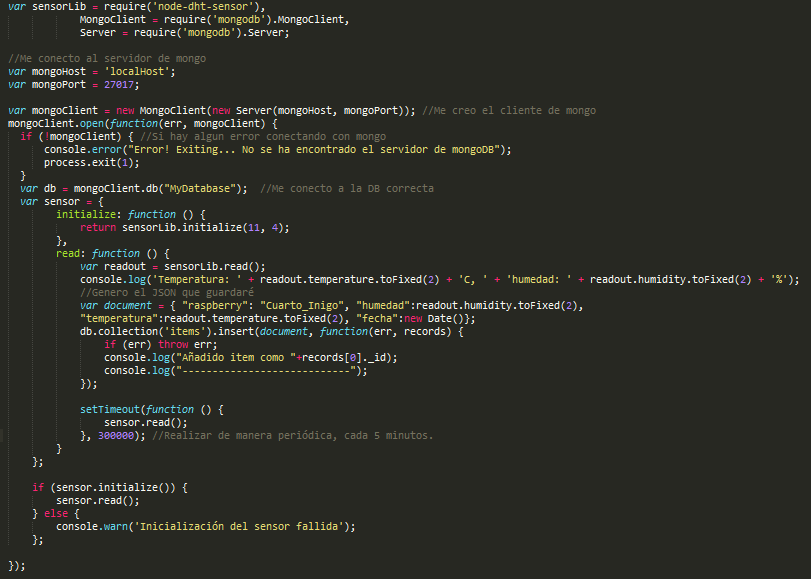 var sensorLib = require('node-dht-sensor'),
            MongoClient = require('mongodb').MongoClient,
            Server = require('mongodb').Server;

//Me conecto al servidor de mongo
var mongoHost = 'localHost';
var mongoPort = 27017;

var mongoClient = new MongoClient(new Server(mongoHost, mongoPort)); //Me creo el cliente de mongo
mongoClient.open(function(err, mongoClient) {
  if (!mongoClient) { //Si hay algun error conectando con mongo
      console.error("Error! Exiting... No se ha encontrado el servidor de mongoDB");
      process.exit(1);
  }
  var db = mongoClient.db("MyDatabase");  //Me conecto a la DB correcta
  var sensor = {
        initialize: function () {
            return sensorLib.initialize(11, 4);
        },
        read: function () {
            var readout = sensorLib.read();
            console.log('Temperatura: ' + readout.temperature.toFixed(2) + 'C, ' + 'humedad: ' + readout.humidity.toFixed(2) + '%');
            //Genero el JSON que guardaré
            var document = { "raspberry": "Cuarto_Inigo", "humedad":readout.humidity.toFixed(2),
            "temperatura":readout.temperature.toFixed(2), "fecha":new Date()};
            db.collection('items').insert(document, function(err, records) {
                if (err) throw err;
                console.log("Añadido item como "+records[0]._id);
                console.log("----------------------------");
            });

            setTimeout(function () {
                sensor.read();
            }, 300000); //Realizar de manera periódica, cada 5 minutos.
        }
    };

    if (sensor.initialize()) {
        sensor.read();
    } else {
        console.warn('Inicialización del sensor fallida');
    };

});